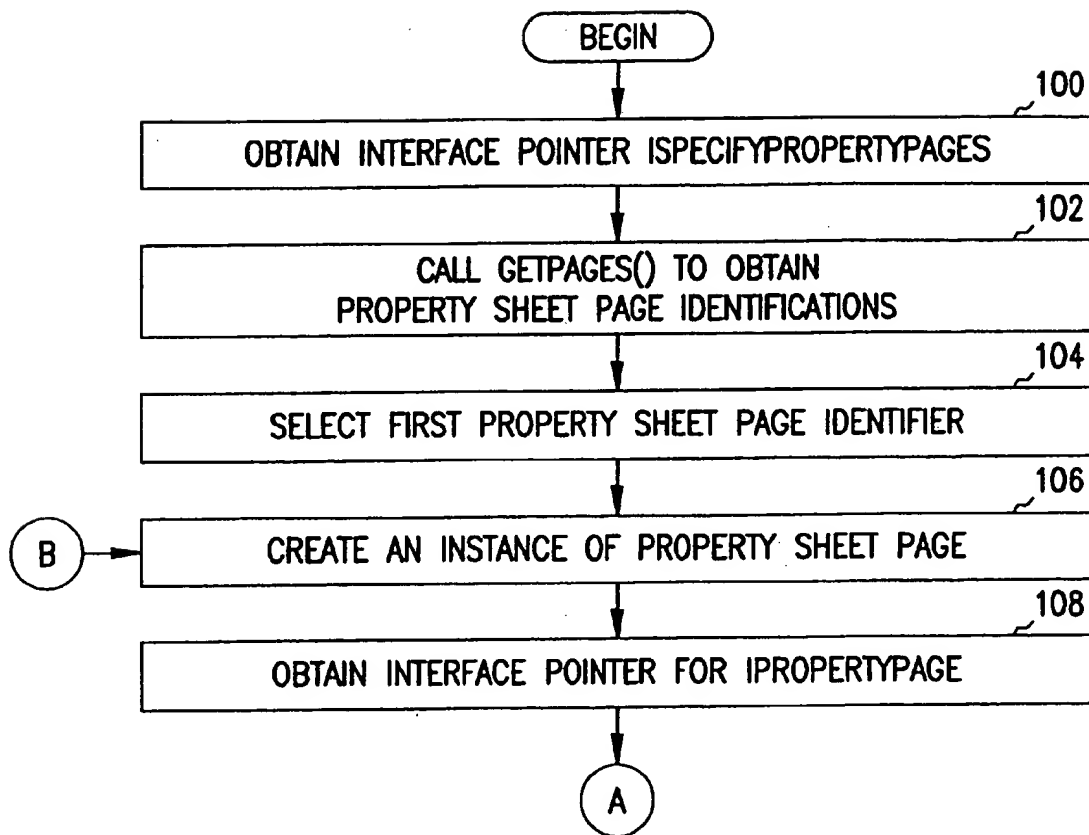 BEGIN
100
OBTAIN INTERFACE POINTER ISPECIFYPROPERTYPAGES
102
CALL GETPAGES() TO OBTAIN
PROPERTY SHEET PAGE IDENTIFICATIONS
104
SELECT FIRST PROPERTY SHEET PAGE IDENTIFIER
106
B
CREATE AN INSTANCE OF PROPERTY SHEET PAGE
108
OBTAIN INTERFACE POINTER FOR IPROPERTYPAGE
A